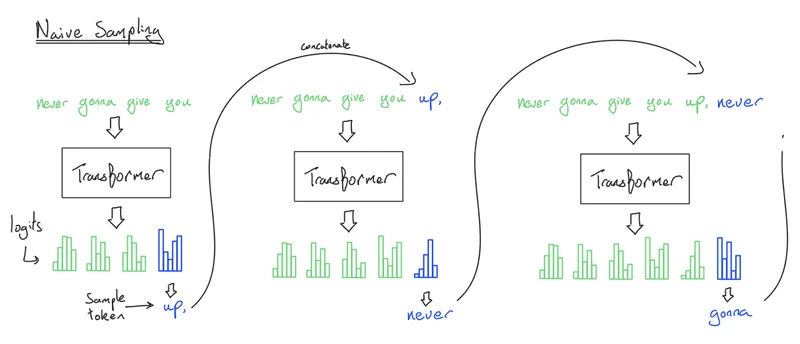 Naive Sampling
concatenate
never gonna give you
never gonna give you up,
never gonna give you up, never
Transformer
Transformer
Transformer
logits
Sample
token
up,
never
gonna